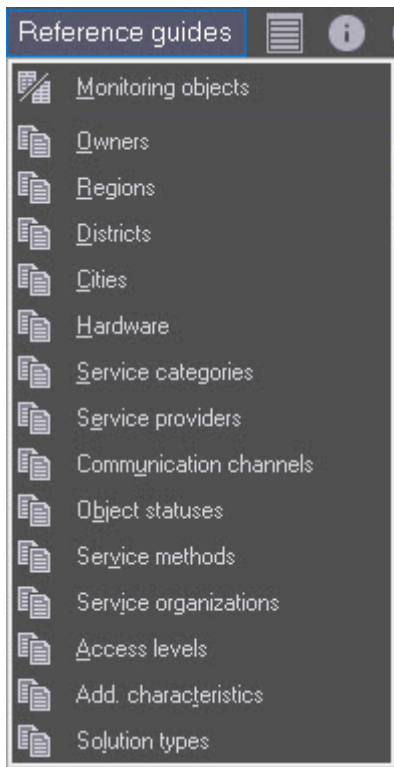 Reference guides
Monitoring objects
Owners
Regions
Districts
Cities
Hardware
Service categories
Service providers
Communication channels
Object statuses
Service methods
Service organizations
Access levels
Add. characteristics
Solution types